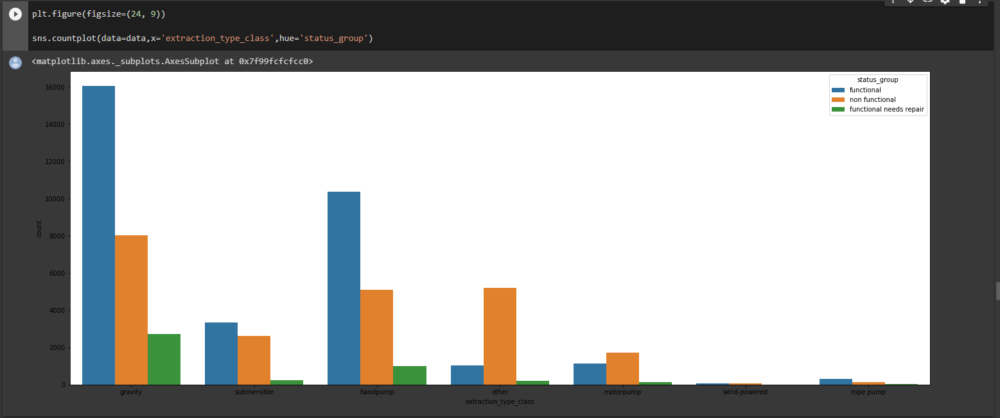 plt.figure(figsize=(24, 9))
sns.countplot(data=data,x='extraction_type_class',hue='status_group')
<matplotlib.axes._subplots.AxesSubplot at 0x7f99fcfcfcc0>
status_group
functional
non functional
functional needs repair
16000
14000
12000
10000
8000
6000
4000
2000
0
count
gravity submersible handpump other motorpump wind-powered rope pump
extraction_type_class